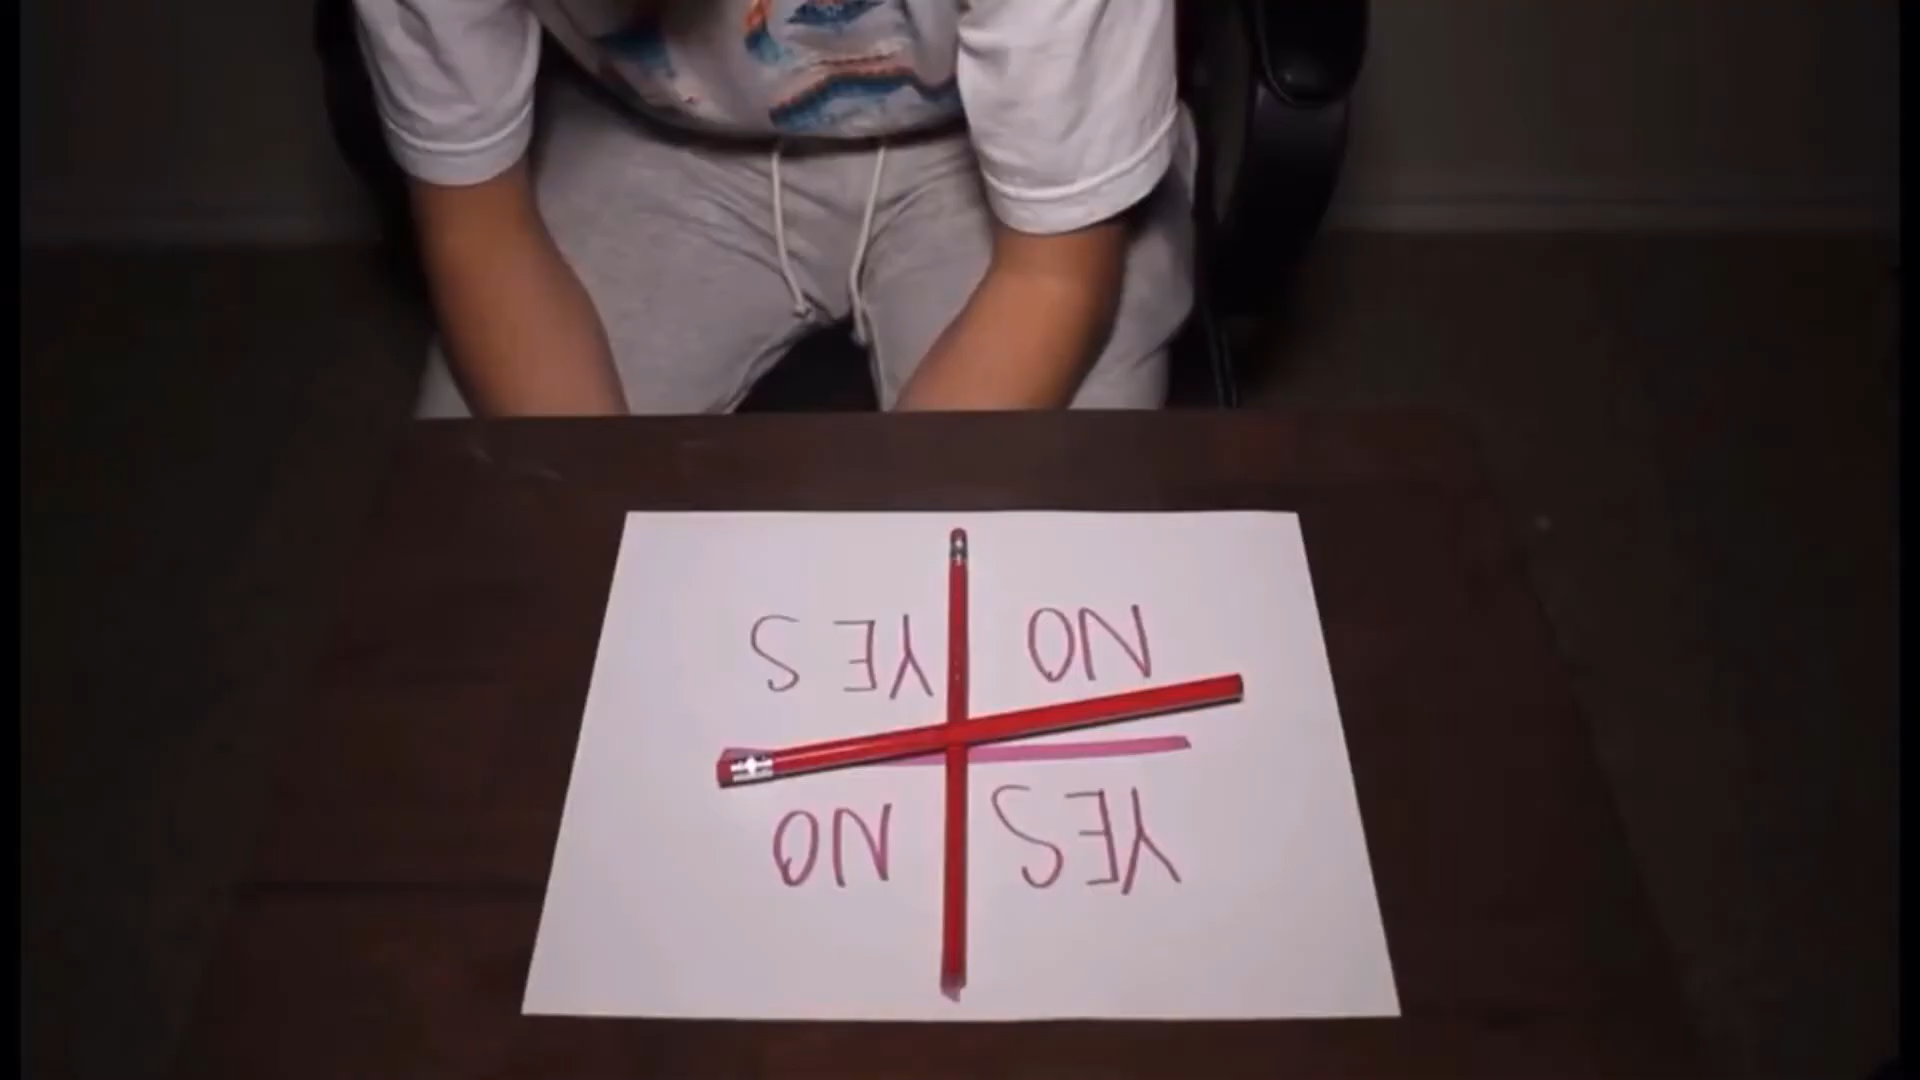 YES NO
NO YES